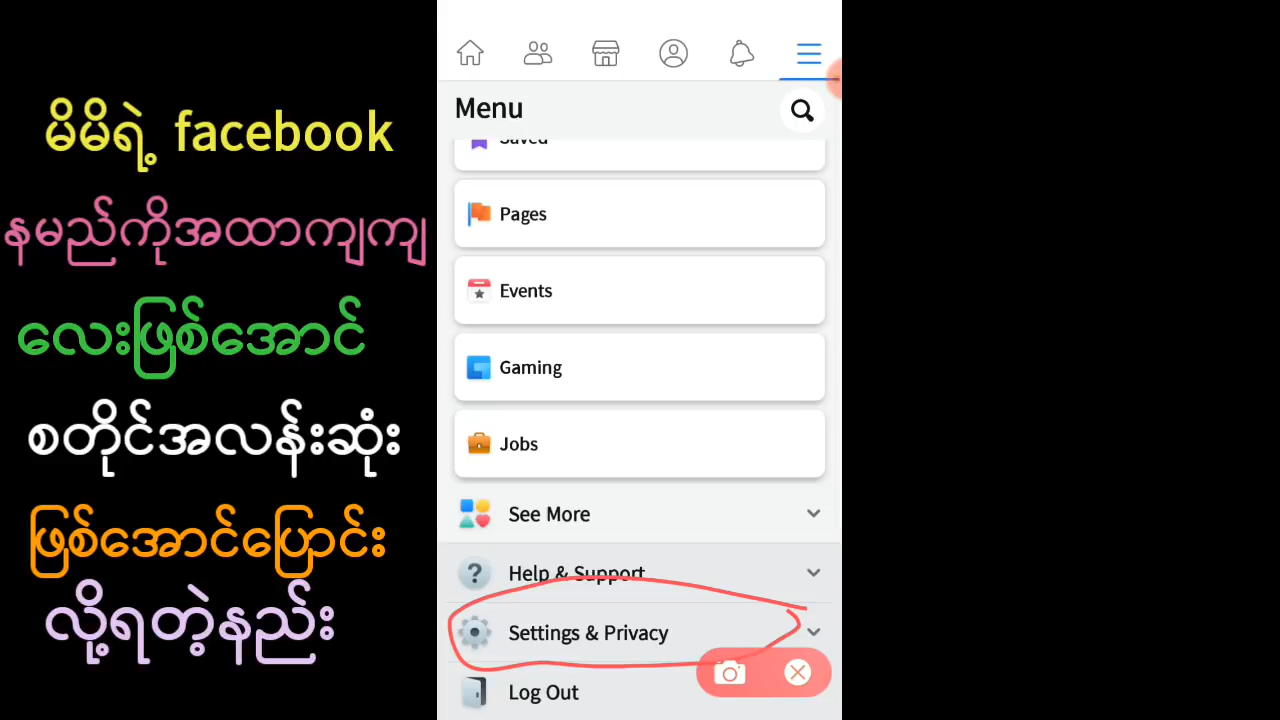 မိမိရဲ့ facebook
နမည်ကိုအထာကျကျ
လေးဖြစ်အောင်
စတိုင်အလန်းဆုံး
ဖြစ်အောင်ပြောင်း
လို့ရတဲ့နည်း
Menu
Saved
Pages
Events
Gaming
Jobs
See More
Help & Support
Settings & Privacy
Log Out